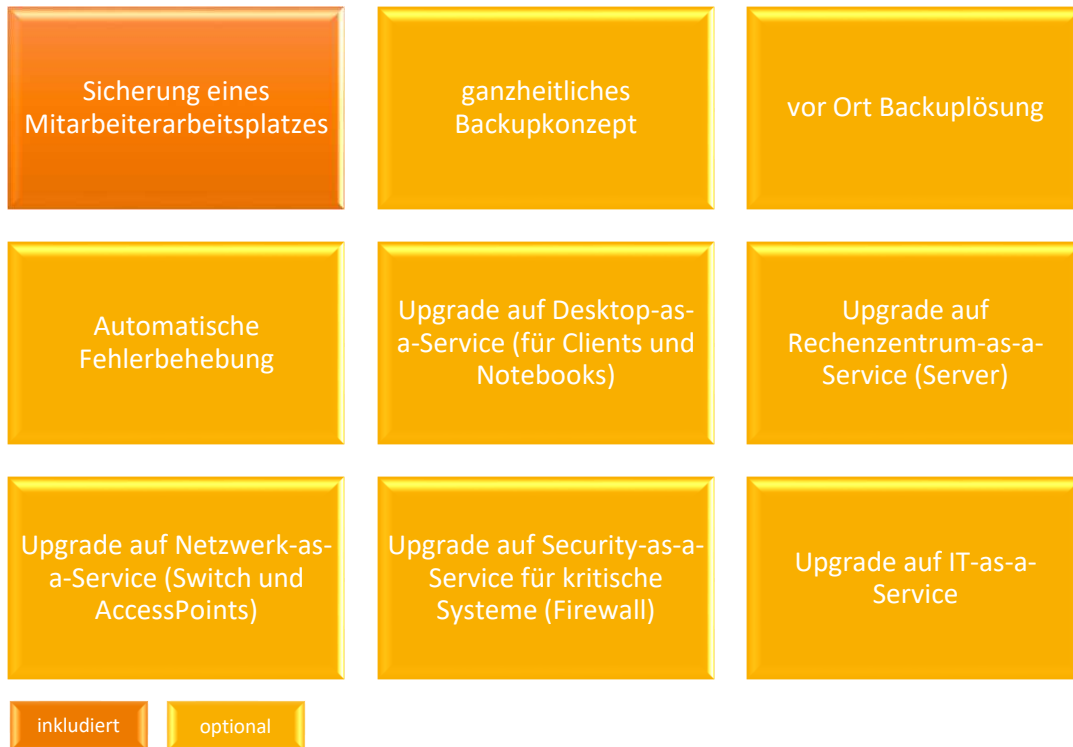 Sicherung eines
Mitarbeiterarbeitsplatzes
ganzheitliches
Backupkonzept
vor Ort Backuplösung
Automatische
Fehlerbehebung
Upgrade auf Desktop-as-
a-Service (für Clients und
Notebooks)
Upgrade auf
Rechenzentrum-as-a-
Service (Server)
Upgrade auf Netzwerk-as-
a-Service (Switch und
AccessPoints)
Upgrade auf Security-as-a-
Service für kritische
Systeme (Firewall)
Upgrade auf IT-as-a-
Service
inkludiert
optional